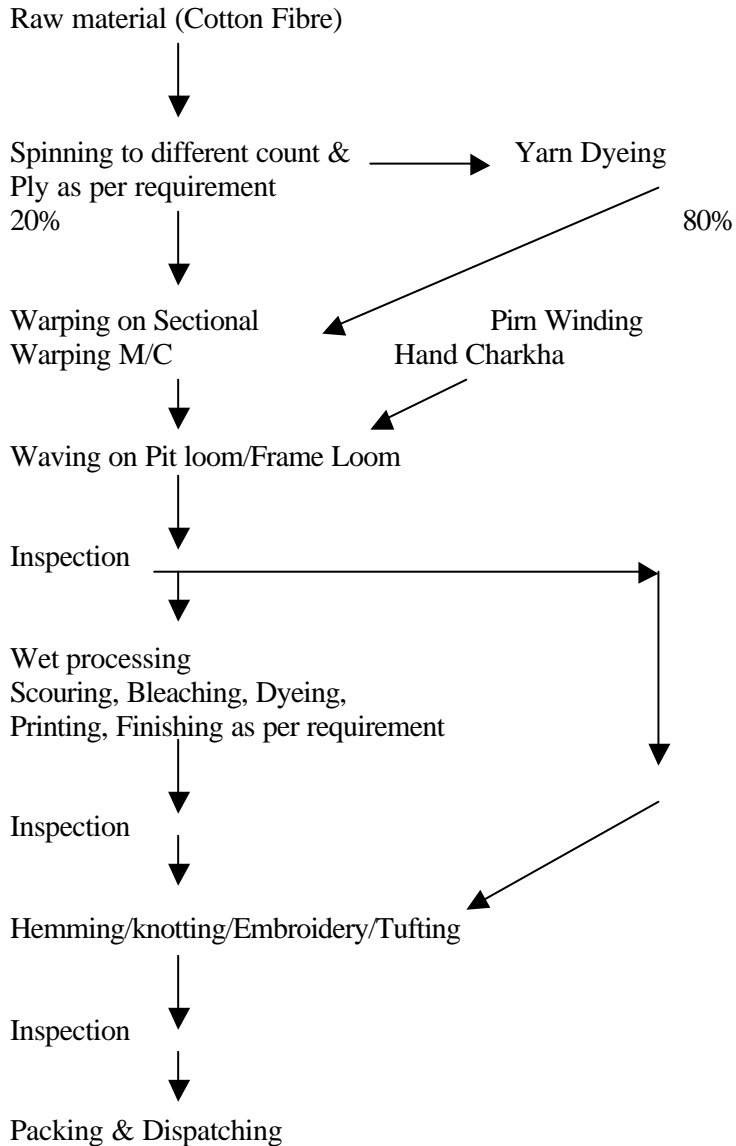 Raw material (Cotton Fibre)
Spinning to different count & Yarn Dyeing
Ply as per requirement
20% 80%
Warping on Sectional Pirn Winding
Warping M/C Hand Charkha
Waving on Pit loom/Frame Loom
Inspection
Wet processing
Scouring, Bleaching, Dyeing,
Printing, Finishing as per requirement
Inspection
Hemming/knotting/Embroidery/Tufting
Inspection
Packing & Dispatching